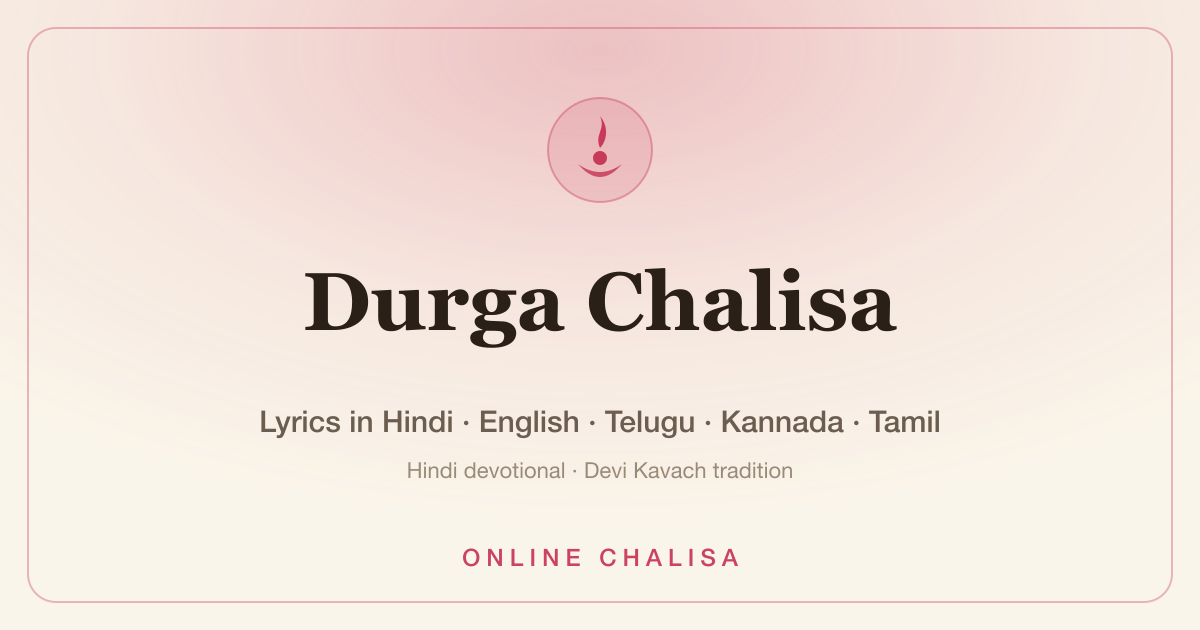 Durga Chalisa
Lyrics in Hindi · English · Telugu · Kannada · Tamil
Hindi devotional · Devi Kavach tradition
ONLINE CHALISA